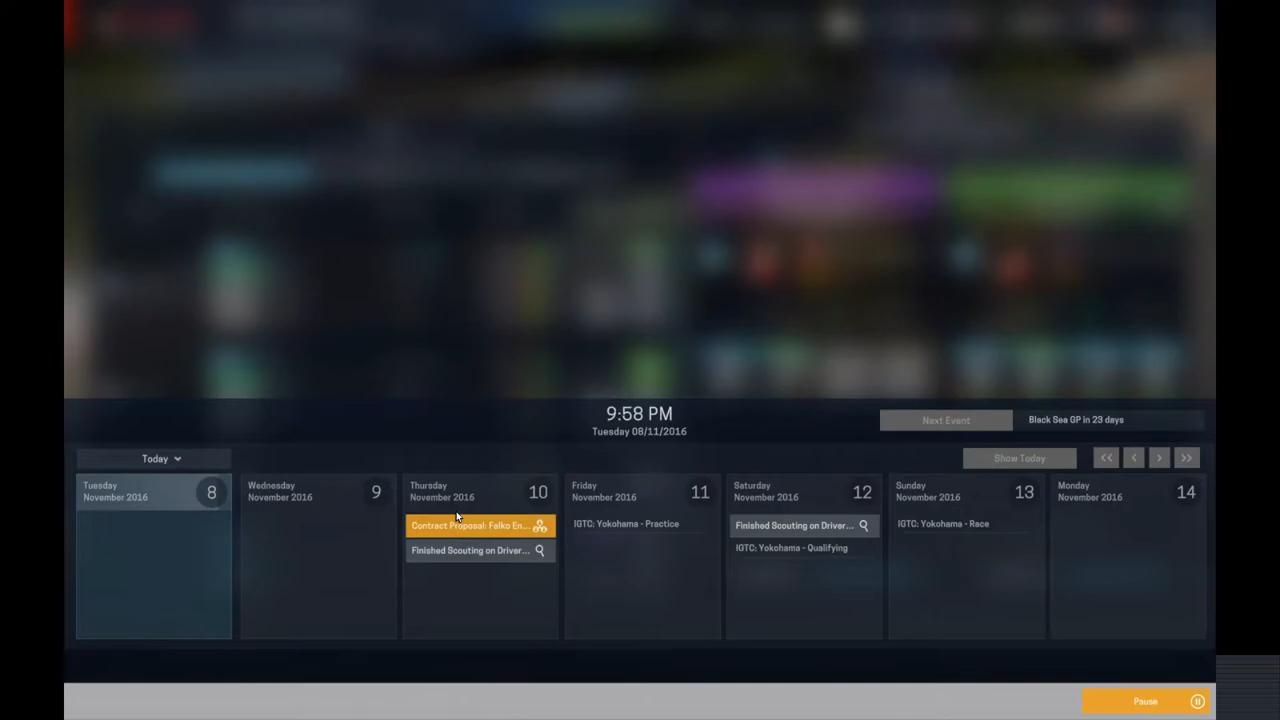 9:58 PM
Tuesday 08/11/2016
Next Event
Black Sea GP in 23 days
Today
Show Today
<<
<
>
>>
Tuesday
November 2016
8
Wednesday
November 2016
9
Thursday
November 2016
10
Contract Proposal: Falko En...
Finished Scouting on Driver...
Friday
November 2016
11
IGTC: Yokohama - Practice
Saturday
November 2016
12
Finished Scouting on Driver...
IGTC: Yokohama - Qualifying
Sunday
November 2016
13
IGTC: Yokohama - Race
Monday
November 2016
14
Pause